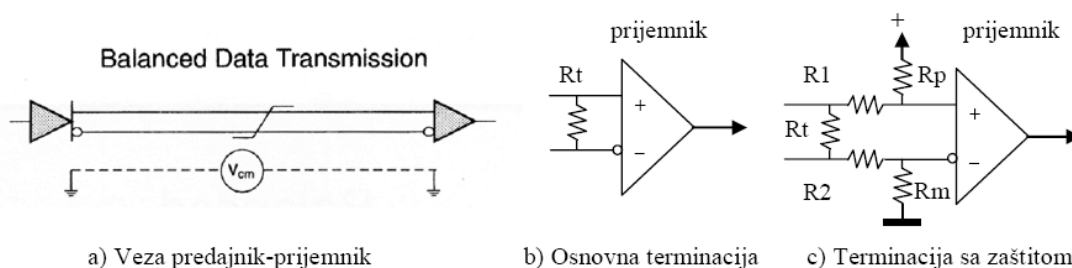 Balanced Data Transmission
Vcm
a) Veza predajnik-prijemnik
prijemnik
Rt
+
−
b) Osnovna terminacija
+
prijemnik
R1
Rp
Rt
+
−
R2
Rm
c) Terminacija sa zaštitom